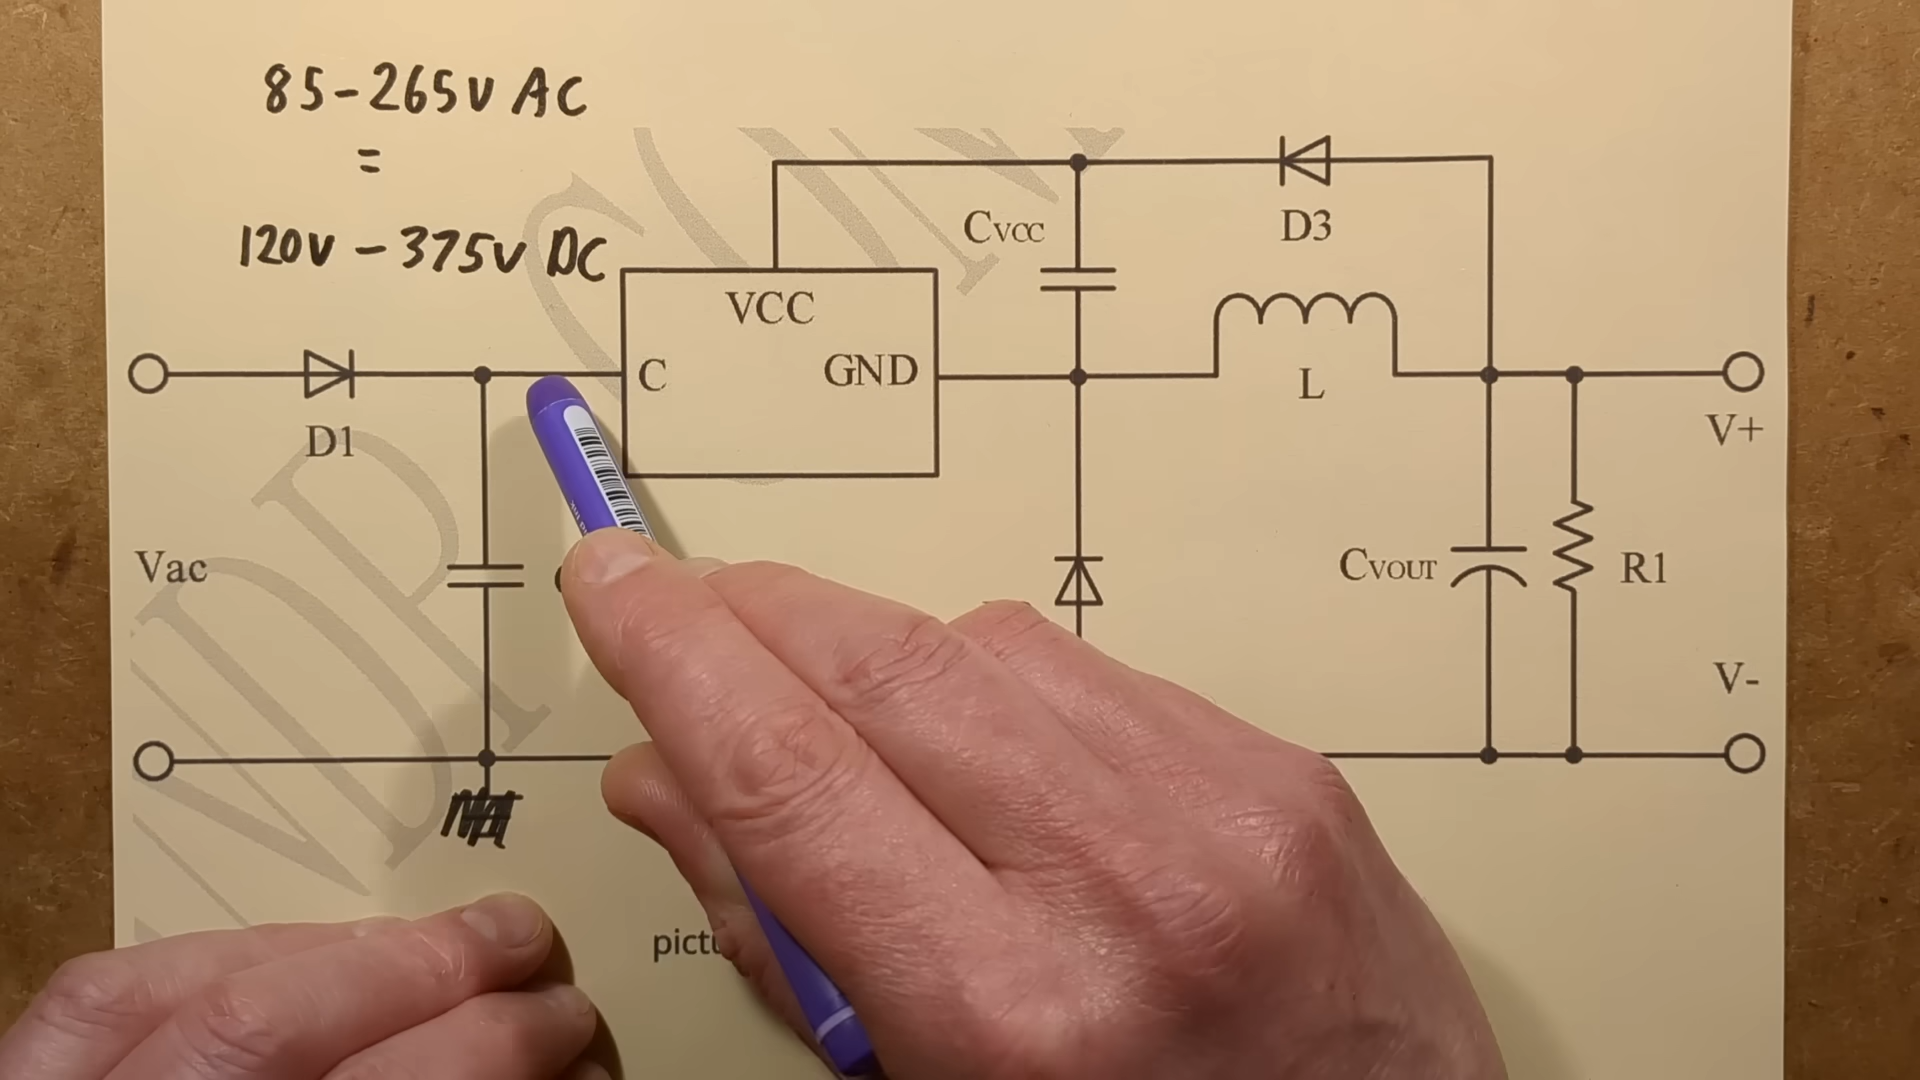 85-265V AC
=
120V - 375V DC
CVCC
D3
VCC
C
GND
L
D1
V+
Vac
CVOUT
R1
V-